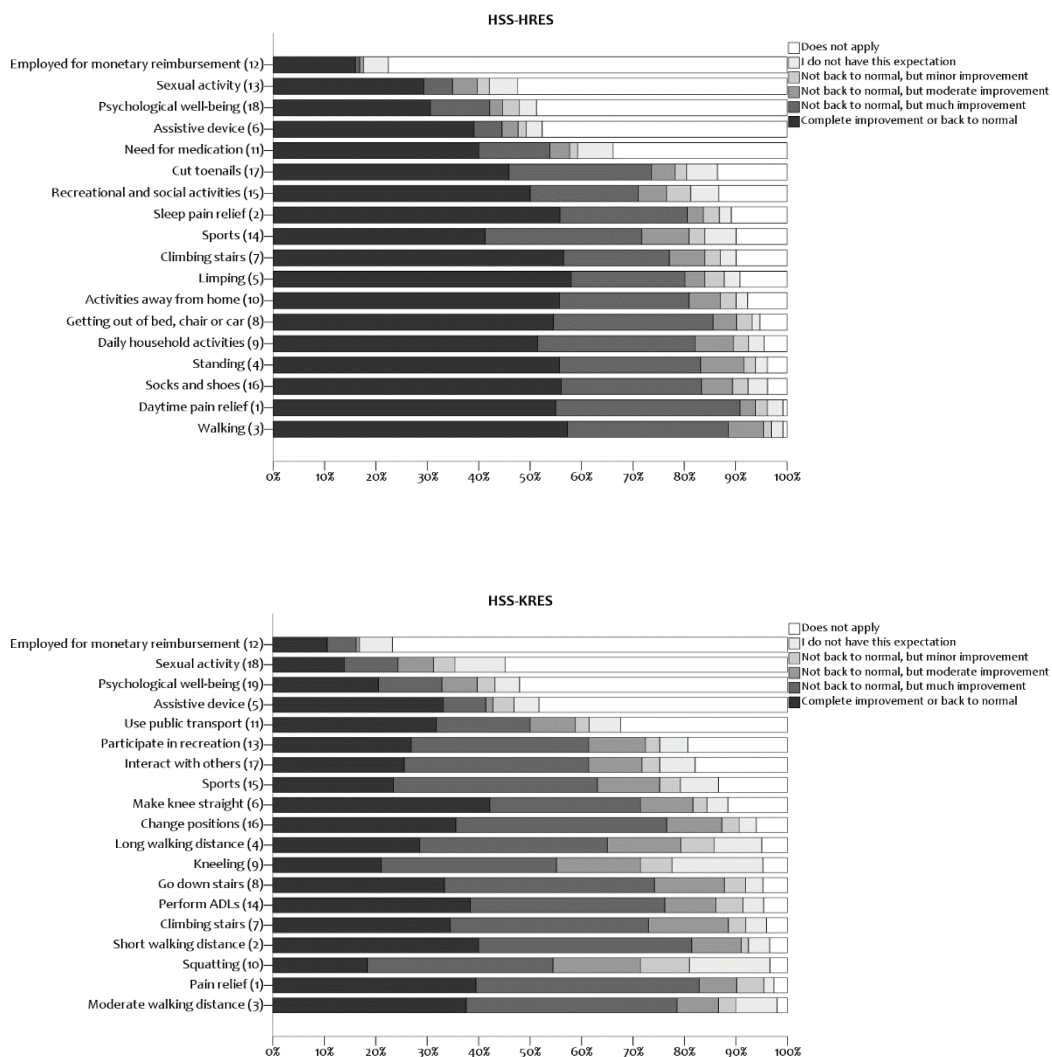 HSS-HRES
Does not apply
I do not have this expectation
Not back to normal, but minor improvement
Not back to normal, but moderate improvement
Not back to normal, but much improvement
Complete improvement or back to normal
Employed for monetary reimbursement (12)
Sexual activity (13)
Psychological well-being (18)
Assistive device (6)
Need for medication (11)
Cut toenails (17)
Recreational and social activities (15)
Sleep pain relief (2)
Sports (14)
Climbing stairs (7)
Limping (5)
Activities away from home (10)
Getting out of bed, chair or car (8)
Daily household activities (9)
Standing (4)
Socks and shoes (16)
Daytime pain relief (1)
Walking (3)
0% 10% 20% 30% 40% 50% 60% 70% 80% 90% 100%
HSS-KRES
Does not apply
I do not have this expectation
Not back to normal, but minor improvement
Not back to normal, but moderate improvement
Not back to normal, but much improvement
Complete improvement or back to normal
Employed for monetary reimbursement (12)
Sexual activity (18)
Psychological well-being (19)
Assistive device (5)
Use public transport (11)
Participate in recreation (13)
Interact with others (17)
Sports (15)
Make knee straight (6)
Change positions (16)
Long walking distance (4)
Kneeling (9)
Go down stairs (8)
Perform ADLs (14)
Climbing stairs (7)
Short walking distance (2)
Squatting (10)
Pain relief (1)
Moderate walking distance (3)
0% 10% 20% 30% 40% 50% 60% 70% 80% 90% 100%